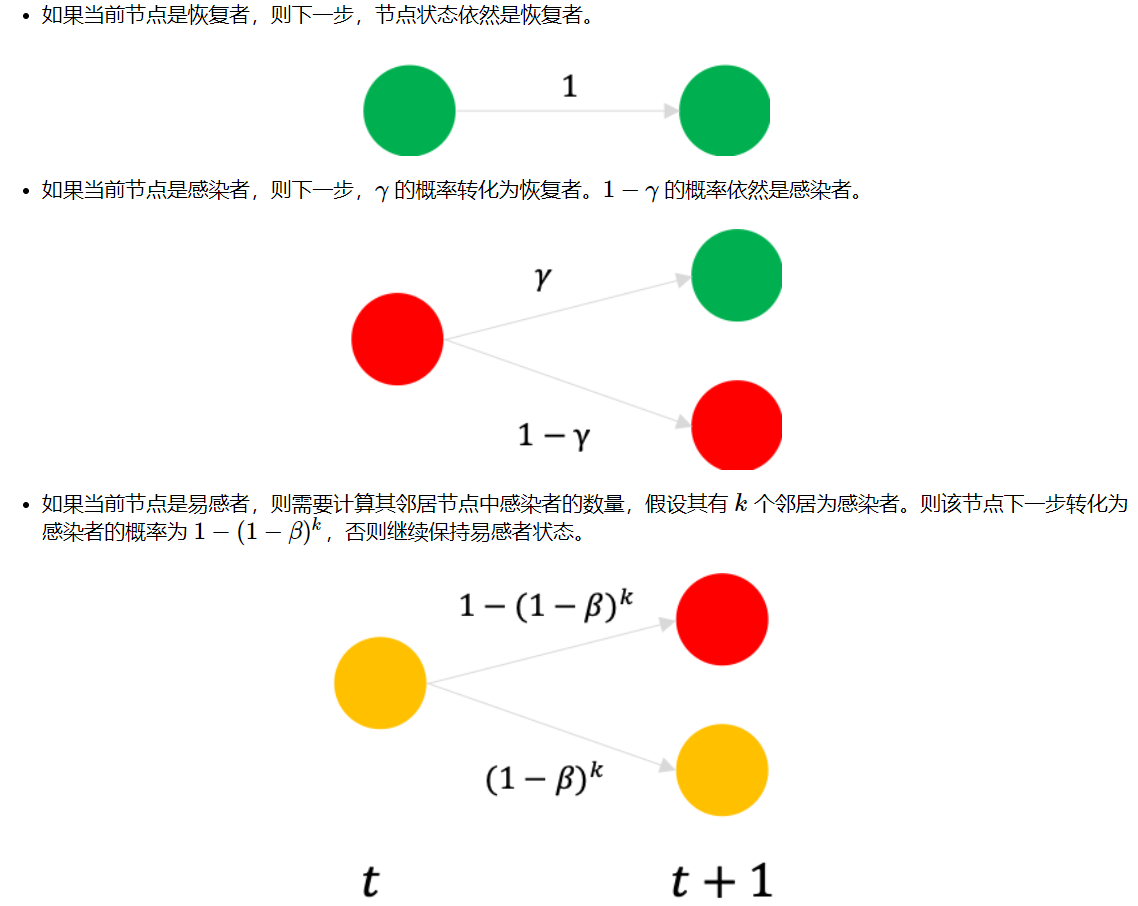 • 如果当前节点是恢复者，则下一步，节点状态依然是恢复者。
1
• 如果当前节点是感染者，则下一步，γ 的概率转化为恢复者。1 − γ 的概率依然是感染者。
γ
1 − γ
• 如果当前节点是易感者，则需要计算其邻居节点中感染者的数量，假设其有 k 个邻居为感染者。则该节点下一步转化为
感染者的概率为 1 − (1 − β)^k，否则继续保持易感者状态。
1 − (1 − β)^k
(1 − β)^k
t
t + 1